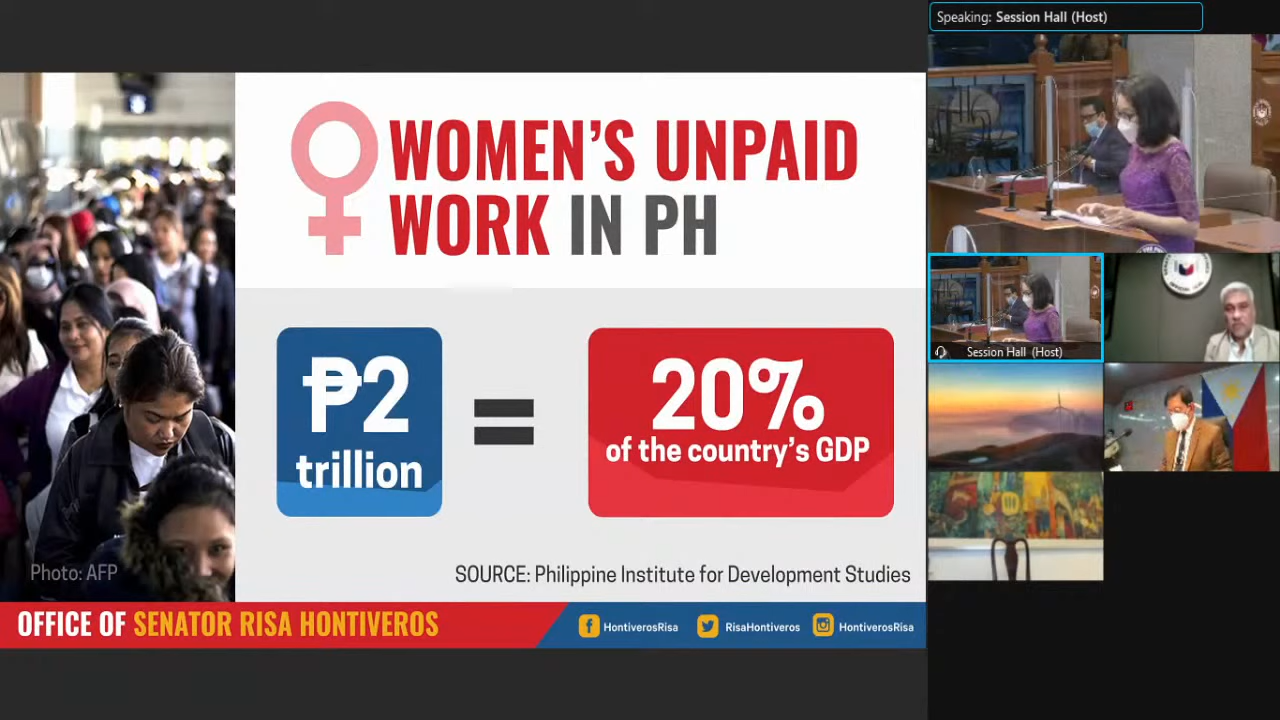 Speaking: Session Hall (Host)
WOMEN'S UNPAID
WORK IN PH
₱2
trillion
=
20%
of the country's GDP
Photo: AFP
SOURCE: Philippine Institute for Development Studies
OFFICE OF SENATOR RISA HONTIVEROS
HontiverosRisa
RisaHontiveros
HontiverosRisa
Session Hall (Host)